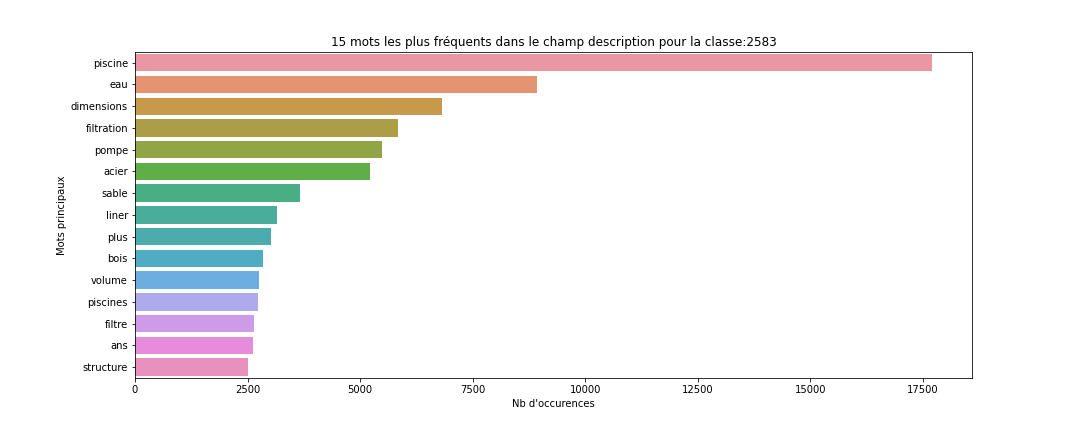 15 mots les plus fréquents dans le champ description pour la classe:2583
Mots principaux
piscine
eau
dimensions
filtration
pompe
acier
sable
liner
plus
bois
volume
piscines
filtre
ans
structure
0 2500 5000 7500 10000 12500 15000 17500
Nb d'occurences